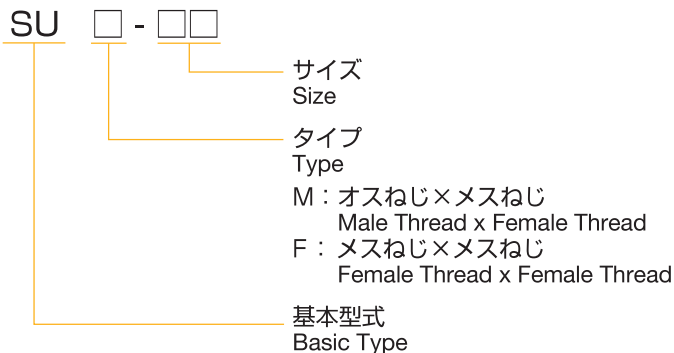 SU □ - □□
サイズ
Size
タイプ
Type
M：オスねじ×メスねじ
Male Thread x Female Thread
F：メスねじ×メスねじ
Female Thread x Female Thread
基本型式
Basic Type